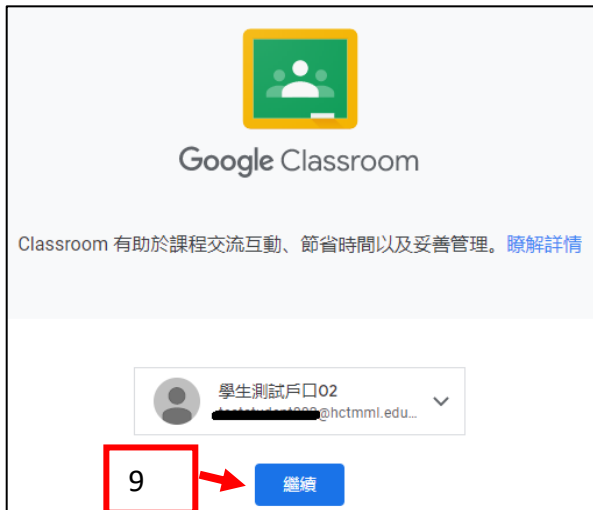 Google Classroom
Classroom 有助於課程交流互動、節省時間以及妥善管理。瞭解詳情
學生測試戶口02
@hctmml.edu...
9
繼續